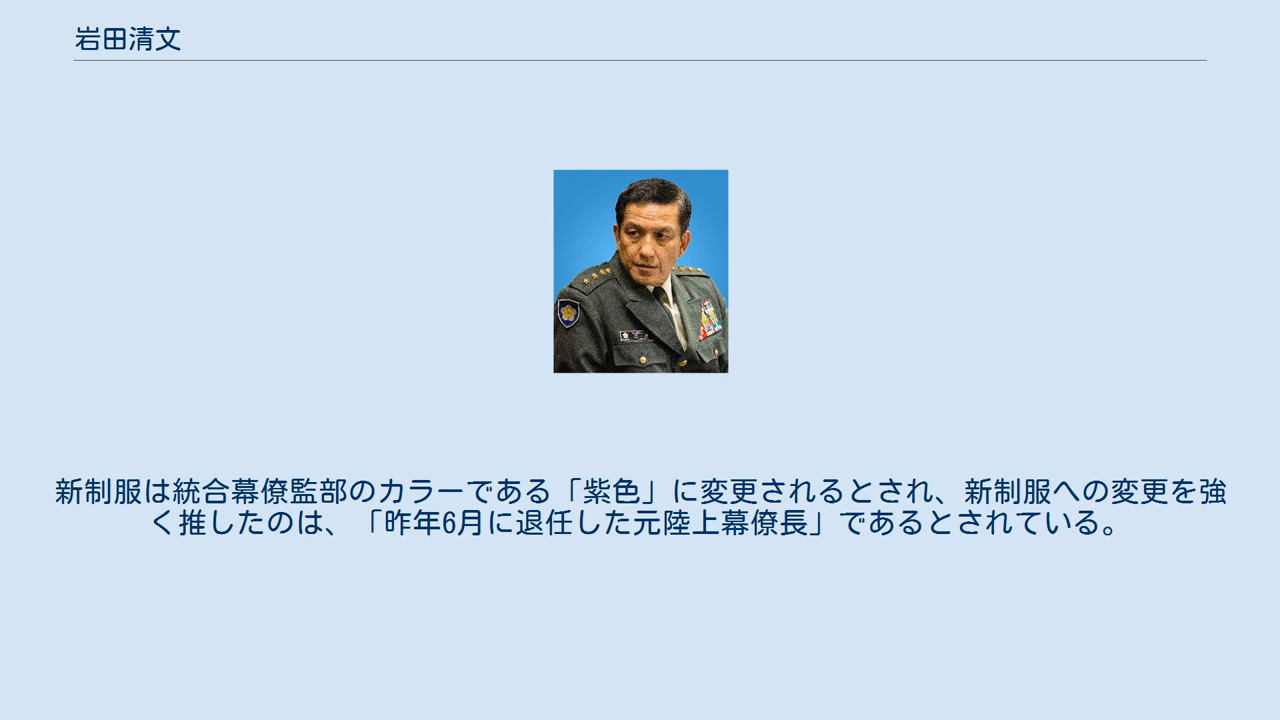 岩田清文
新制服は統合幕僚監部のカラーである「紫色」に変更されるとされ、新制服への変更を強
く推したのは、「昨年6月に退任した元陸上幕僚長」であるとされている。